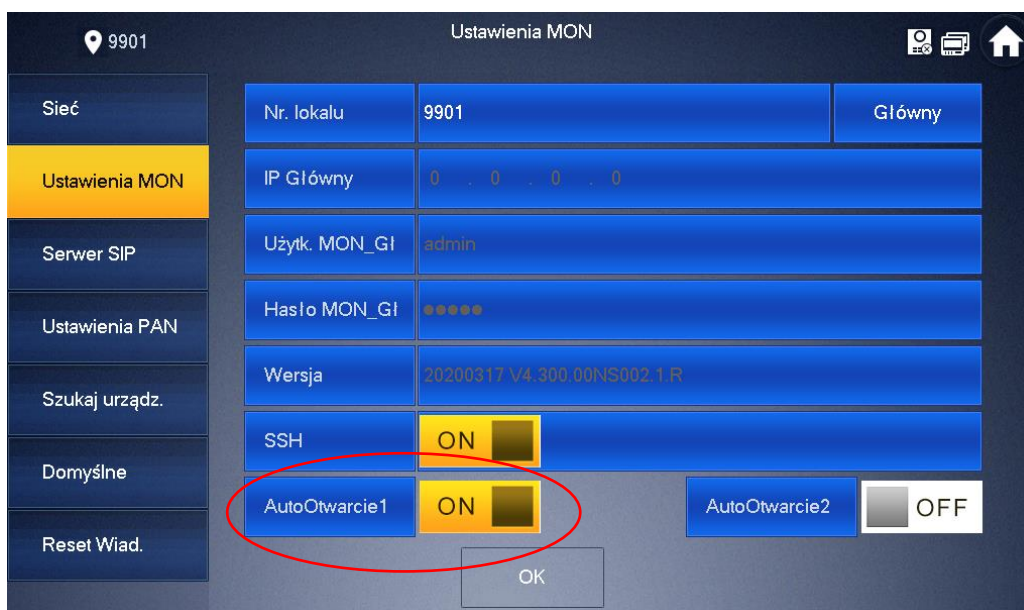 9901
Ustawienia MON
Sieć
Ustawienia MON
Serwer SIP
Ustawienia PAN
Szukaj urządz.
Domyślne
Reset Wiad.
Nr. lokalu 9901 Główny
IP Główny 0 . 0 . 0 . 0
Użytk. MON_Gł admin
Hasło MON_Gł ●●●●●
Wersja 20200317 V4.300.00NS002.1.R
SSH ON
AutoOtwarcie1 ON AutoOtwarcie2 OFF
OK